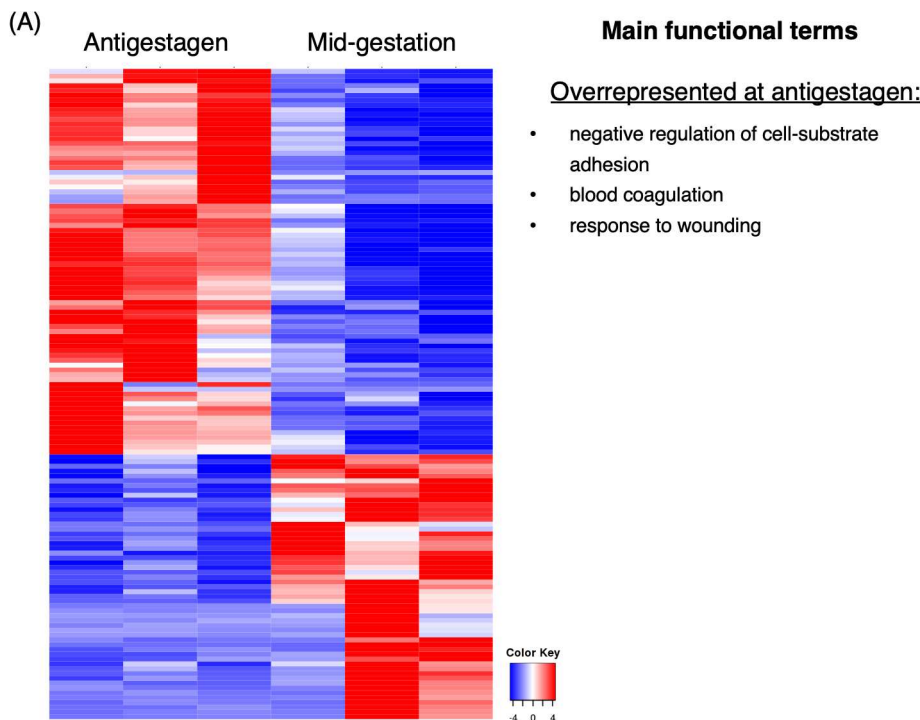 (A)
Antigestagen
Mid-gestation
Main functional terms
Overrepresented at antigestagen:
• negative regulation of cell-substrate
adhesion
• blood coagulation
• response to wounding
Color Key
-4 0 4